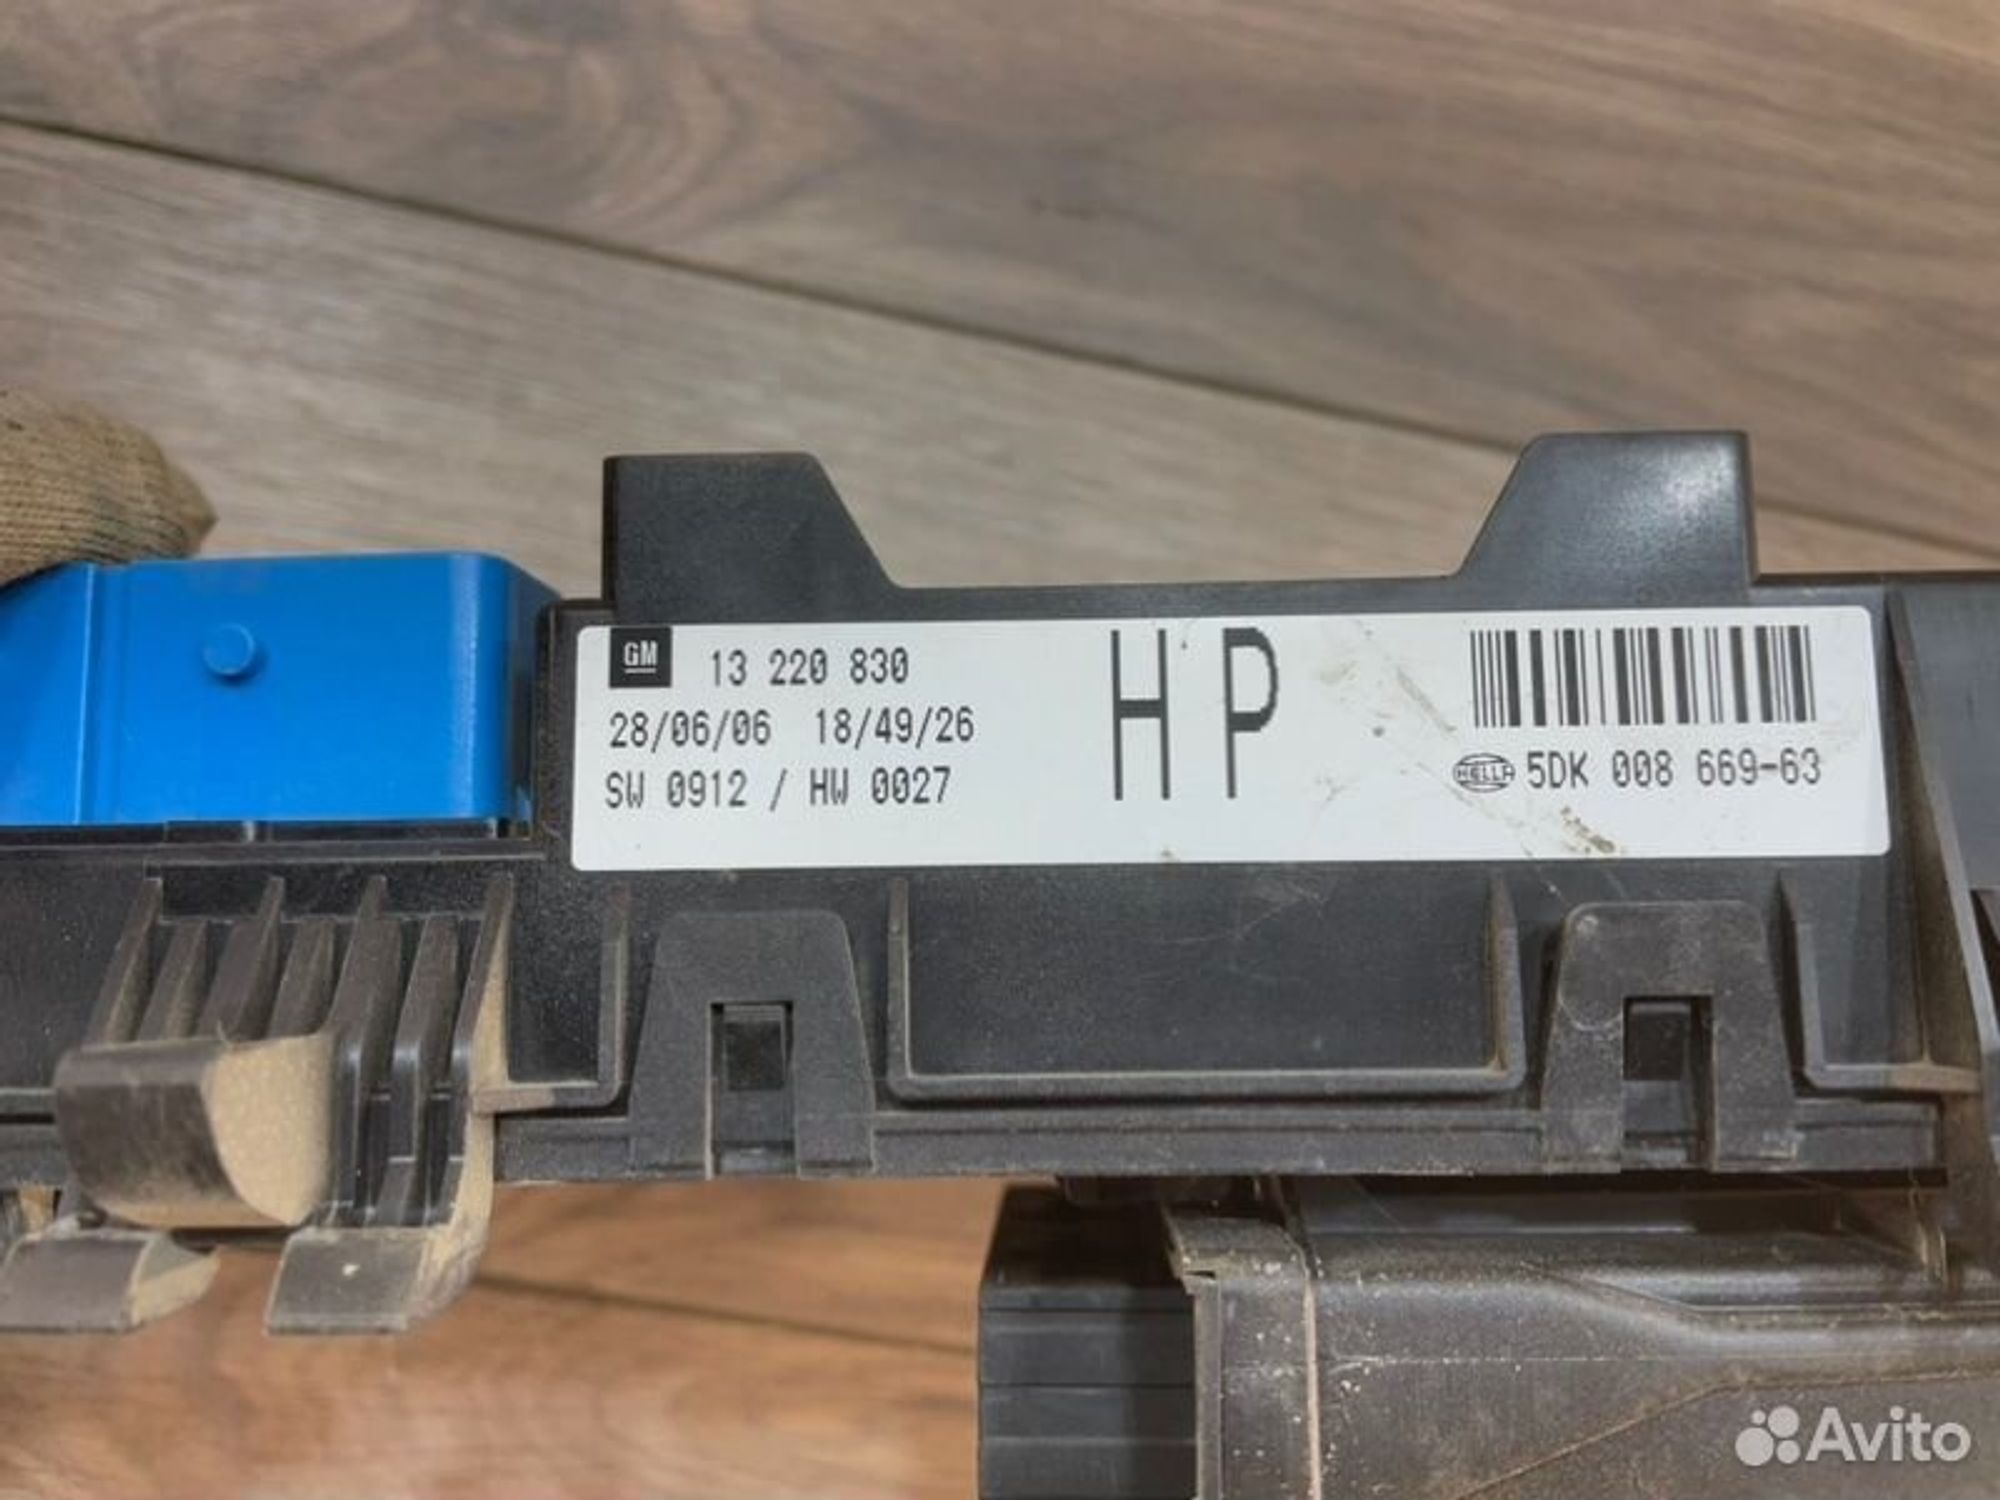 GM 13 220 830
28/06/06 18/49/26
SW 0912 / HW 0027
HP
HELLA 5DK 008 669-63
Avito